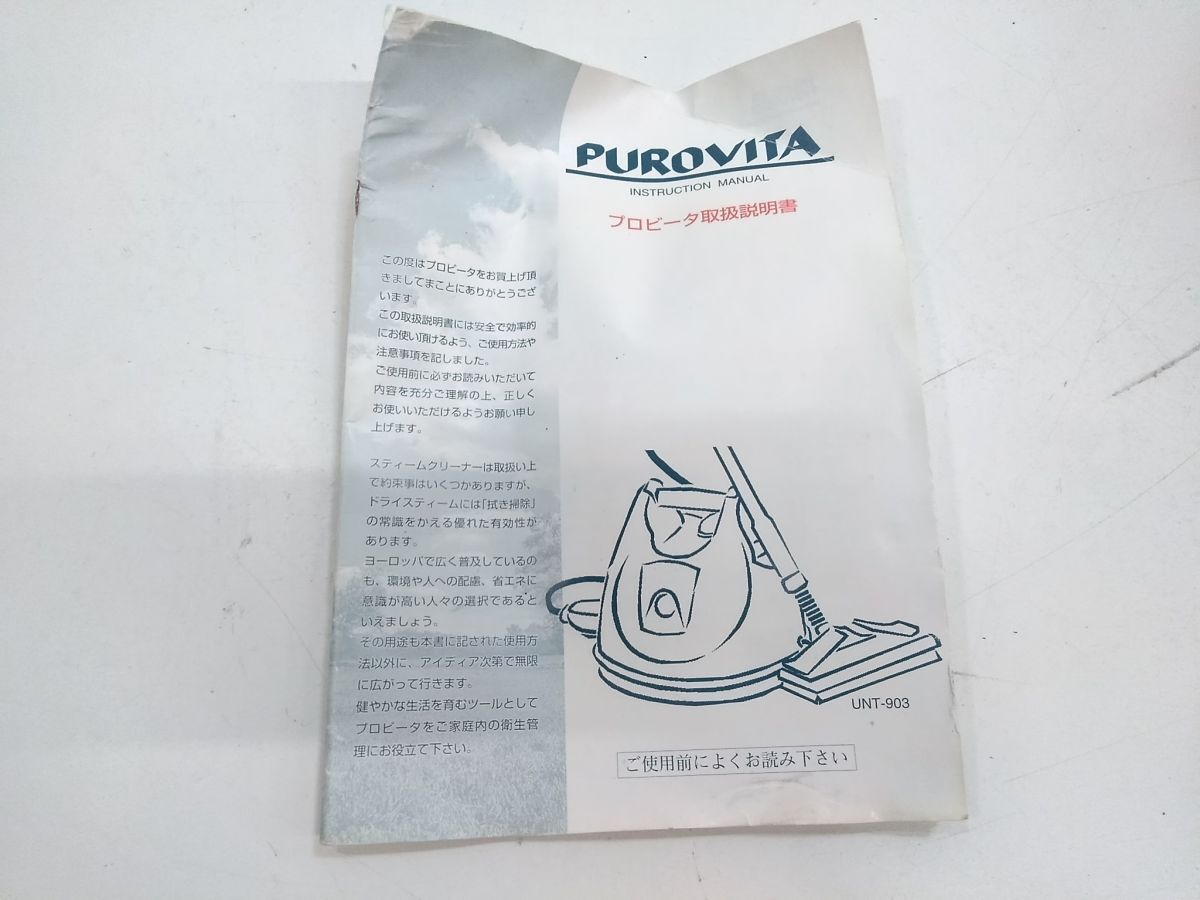 PUROVITA
INSTRUCTION MANUAL
プロビータ取扱説明書
この度はプロビータをお買上げ頂
きましてまことにありがとうござ
います。
この取扱説明書には安全で効率的
にお使い頂けるよう、ご使用方法や
注意事項を記しました。
ご使用前に必ずお読みいただいて
内容を充分ご理解の上、正しく
お使いいただけるようお願い申し
上げます。
スティームクリーナーは取扱い上
で約束事はいくつかありますが、
ドライスティームには「拭き掃除」
の常識をかえる優れた有効性が
あります。
ヨーロッパで広く普及しているの
も、環境や人への配慮、省エネに
意識が高い人々の選択であると
いえましょう。
その用途も本書に記された使用方
法以外に、アイティア次第で無限
に広がって行きます。
健やかな生活を育むツールとして
プロビータをご家庭内の衛生管
理にお役立て下さい。
UNT-903
ご使用前によくお読み下さい